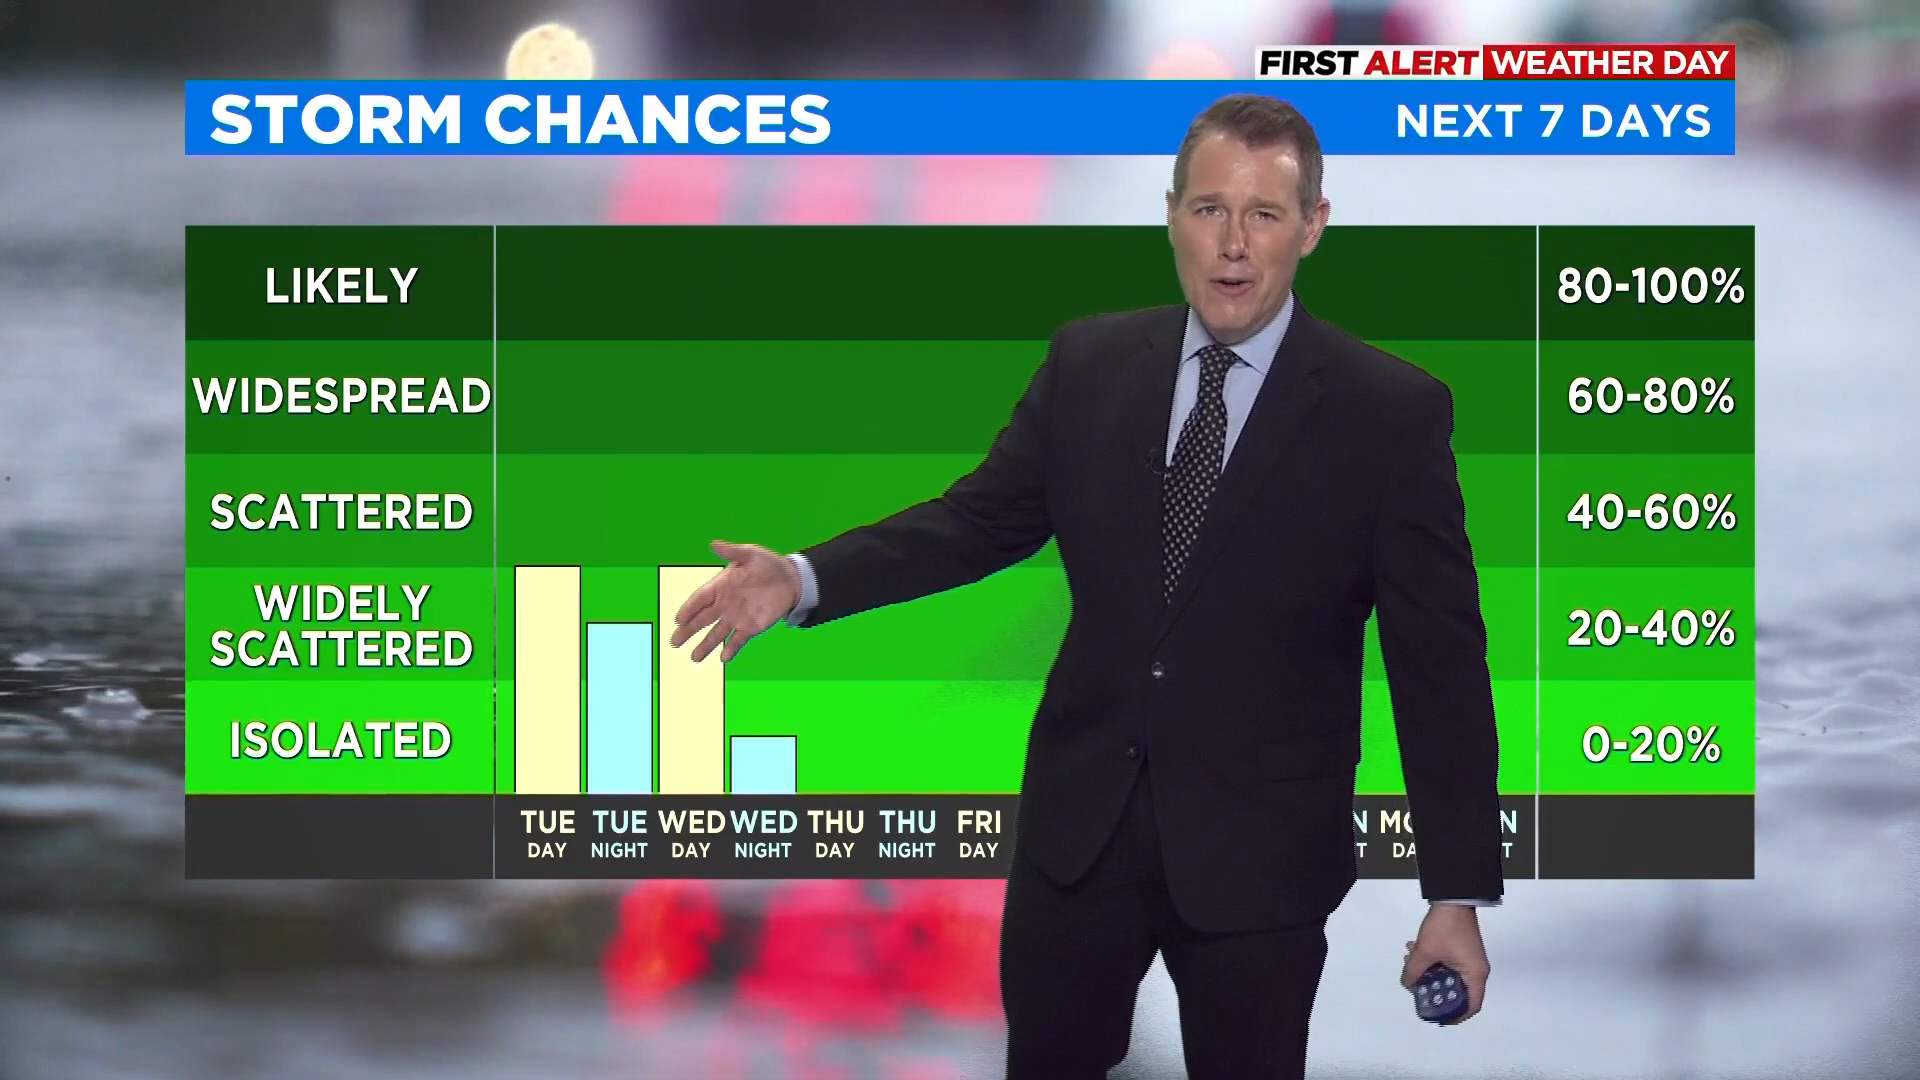 FIRST ALERT WEATHER DAY
STORM CHANCES
NEXT 7 DAYS
LIKELY
80-100%
WIDESPREAD
60-80%
SCATTERED
40-60%
WIDELY
SCATTERED
20-40%
ISOLATED
0-20%
TUE TUE WED WED THU THU FRI
DAY NIGHT DAY NIGHT DAY NIGHT DAY